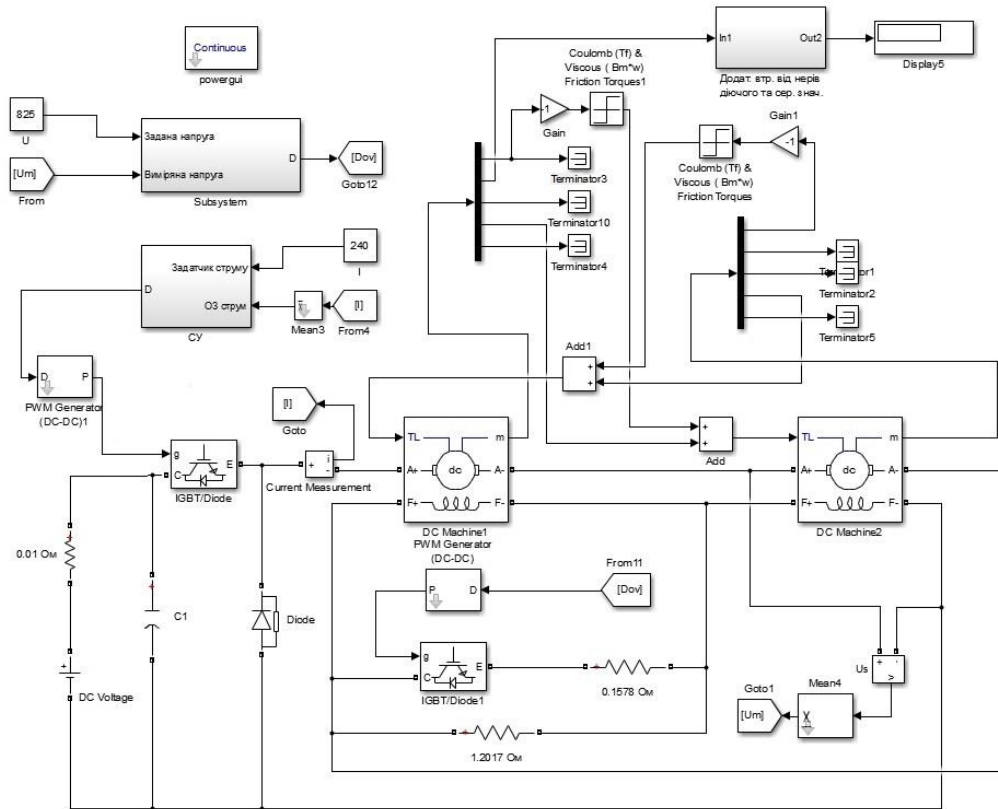 Continuous
powergui
825
U
[Um]
From
Задана напруга
Виміряна напруга
D
Subsystem
[Dov]
Goto12
Задатчик струму
D
ОЗ струм
СУ
240
I
Mean3
[I]
From4
D
P
PWM Generator
(DC-DC)1
g
C
E
IGBT/Diode
0.01 Ом
DC Voltage
C1
Diode
[I]
Goto
+
i
-
Current Measurement
Coulomb (Tf) &
Viscous ( Bm*w)
Friction Torques1
-1
Gain
Terminator3
Terminator10
Terminator4
In1
Out2
Додат. втр. від нерів
діючого та сер. знач.
Display5
Gain1
-1
Coulomb (Tf) &
Viscous ( Bm*w)
Friction Torques
Terminator2
Terminator5
Add1
+
+
Add
+
+
TL
m
A+
dc
A-
F+
F-
DC Machine1
PWM Generator
(DC-DC)
P
D
From11
[Dov]
g
C
E
IGBT/Diode1
0.1578 Ом
1.2017 Ом
TL
m
A+
dc
A-
F+
F-
DC Machine2
Us
+
-
Goto1
[Um]
Mean4